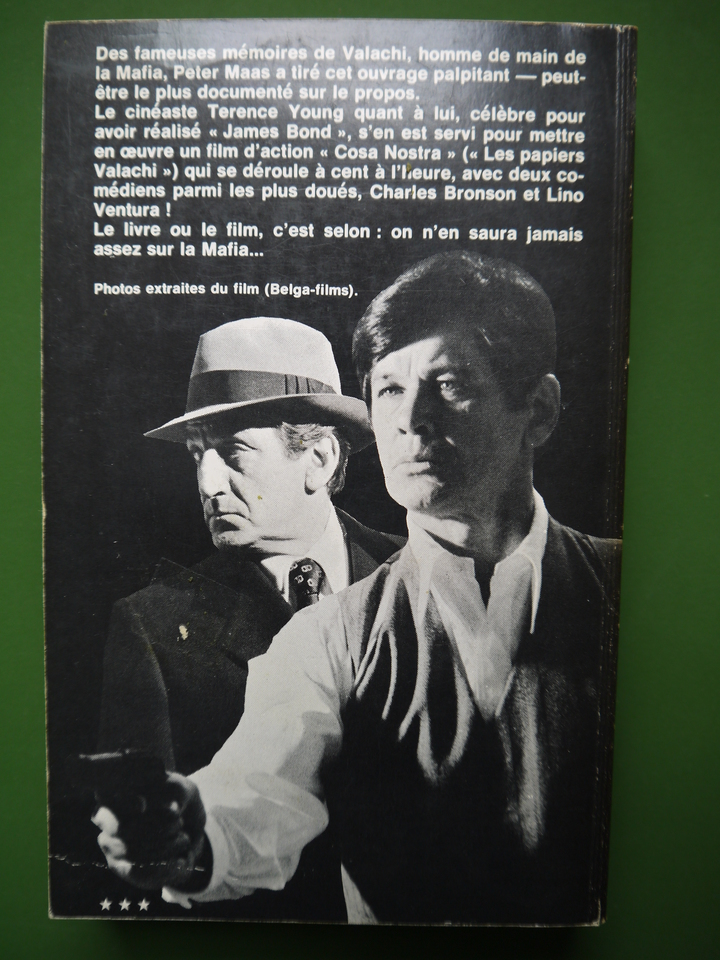 Des fameuses mémoires de Valachi, homme de main de
la Mafia, Peter Maas a tiré cet ouvrage palpitant — peut-
être le plus documenté sur le propos.
Le cinéaste Terence Young quant à lui, célèbre pour
avoir réalisé « James Bond », s'en est servi pour mettre
en œuvre un film d'action « Cosa Nostra » (« Les papiers
Valachi ») qui se déroule à cent à l'heure, avec deux co-
médiens parmi les plus doués, Charles Bronson et Lino
Ventura !
Le livre ou le film, c'est selon : on n'en saura jamais
assez sur la Mafia...
Photos extraites du film (Belga-films).